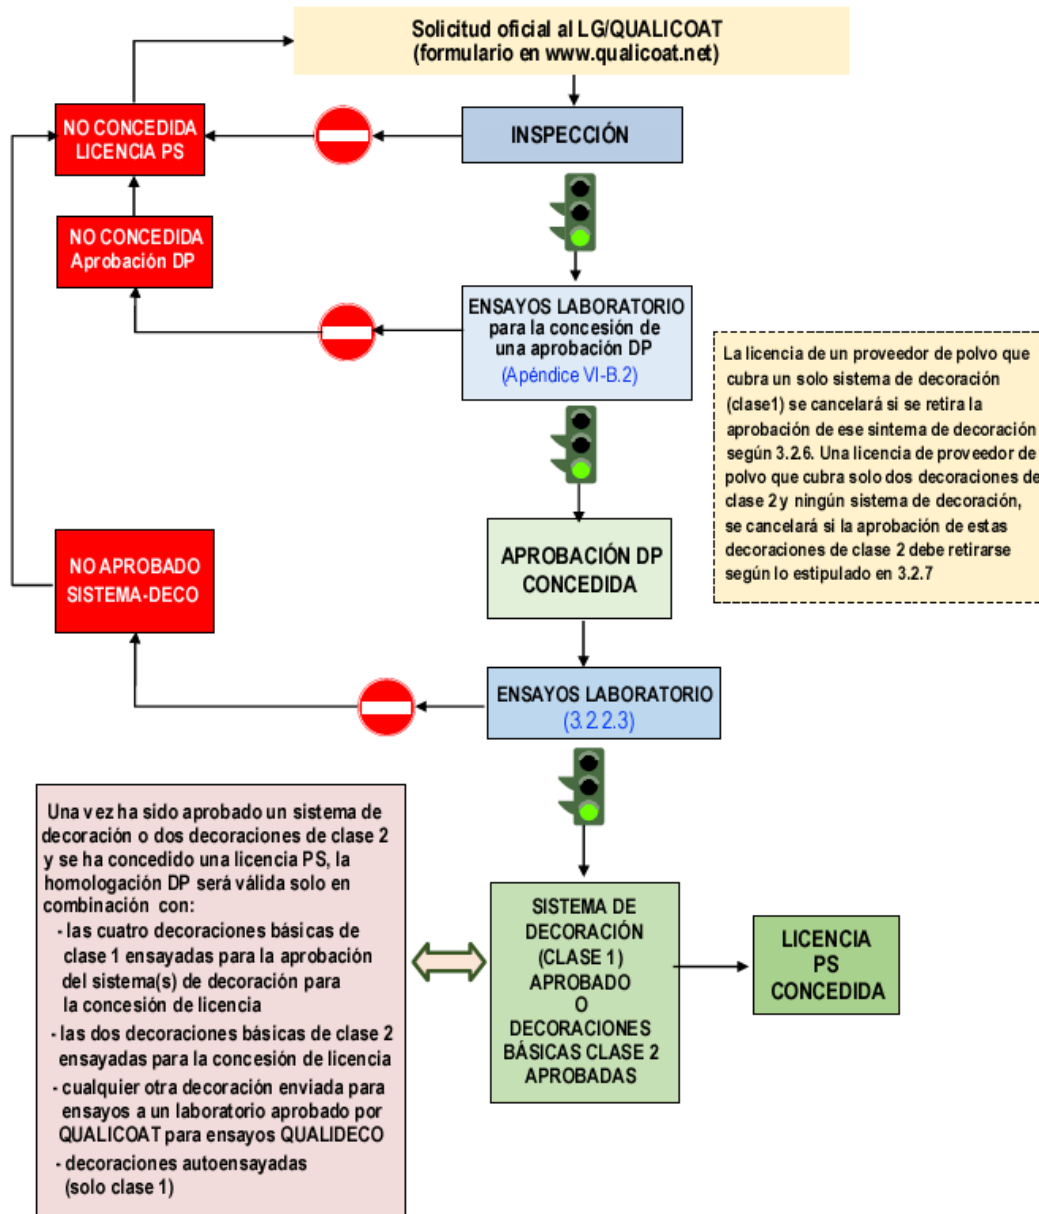 Solicitud oficial al LG/QUALICOAT
(formulario en www.qualicoat.net)
NO CONCEDIDA
LICENCIA PS
INSPECCIÓN
NO CONCEDIDA
Aprobación DP
ENSAYOS LABORATORIO
para la concesión de
una aprobación DP
(Apéndice VI-B.2)
La licencia de un proveedor de polvo que
cubra un solo sistema de decoración
(clase1) se cancelará si se retira la
aprobación de ese sintema de decoración
según 3.2.6. Una licencia de proveedor de
polvo que cubra solo dos decoraciones de
clase 2 y ningún sistema de decoración,
se cancelará si la aprobación de estas
decoraciones de clase 2 debe retirarse
según lo estipulado en 3.2.7
APROBACIÓN DP
CONCEDIDA
NO APROBADO
SISTEMA-DECO
ENSAYOS LABORATORIO
(3.2.2.3)
Una vez ha sido aprobado un sistema de
decoración o dos decoraciones de clase 2
y se ha concedido una licencia PS, la
homologación DP será válida solo en
combinación con:
- las cuatro decoraciones básicas de
clase 1 ensayadas para la aprobación
del sistema(s) de decoración para
la concesión de licencia
- las dos decoraciones básicas de clase 2
ensayadas para la concesión de licencia
- cualquier otra decoración enviada para
ensayos a un laboratorio aprobado por
QUALICOAT para ensayos QUALIDECO
- decoraciones autoensayadas
(solo clase 1)
SISTEMA DE
DECORACIÓN
(CLASE 1)
APROBADO
O
DECORACIONES
BÁSICAS CLASE 2
APROBADAS
LICENCIA
PS
CONCEDIDA